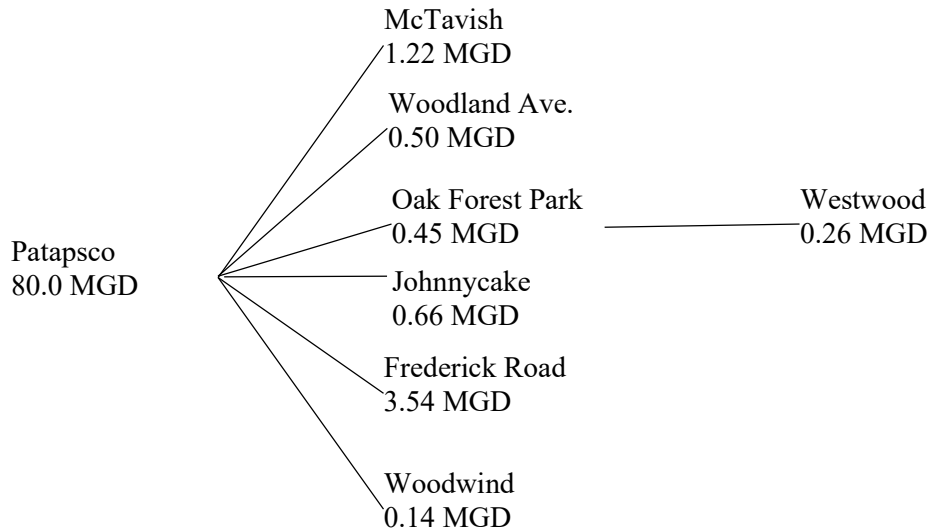 Patapsco
80.0 MGD
McTavish
1.22 MGD
Woodland Ave.
0.50 MGD
Oak Forest Park
0.45 MGD
Westwood
0.26 MGD
Johnnycake
0.66 MGD
Frederick Road
3.54 MGD
Woodwind
0.14 MGD